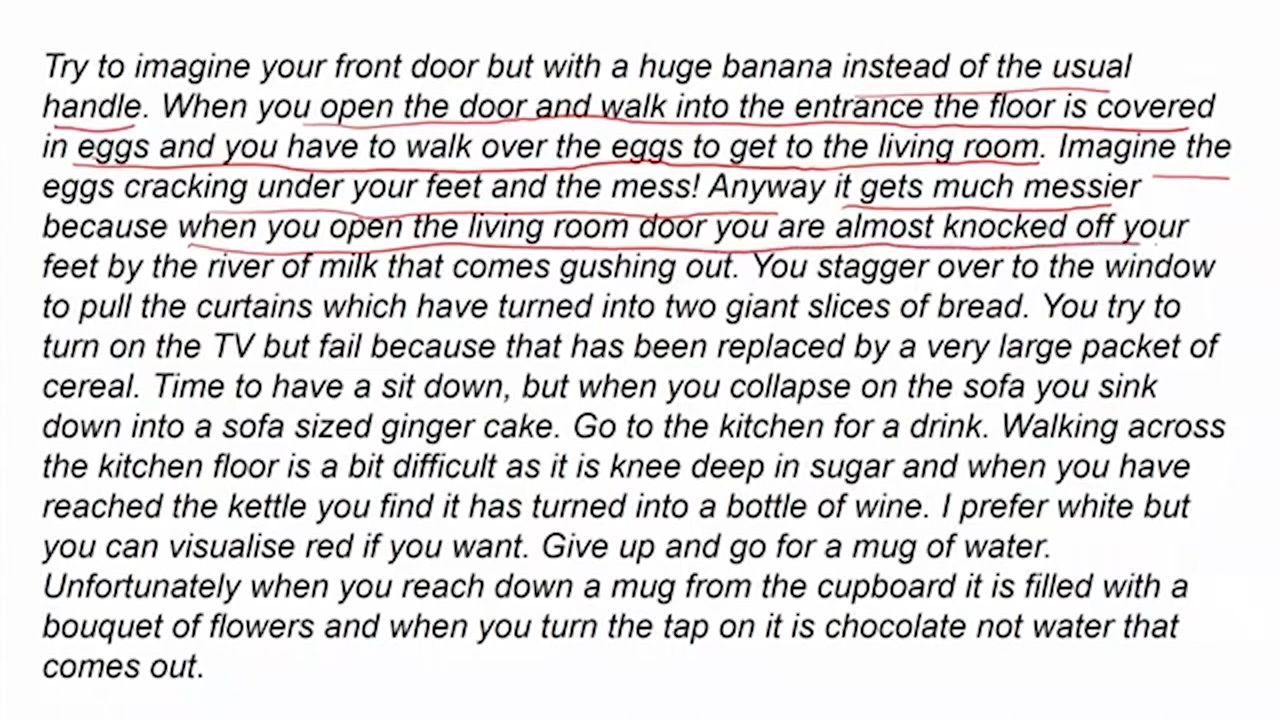 Try to imagine your front door but with a huge banana instead of the usual
handle. When you open the door and walk into the entrance the floor is covered
in eggs and you have to walk over the eggs to get to the living room. Imagine the
eggs cracking under your feet and the mess! Anyway it gets much messier
because when you open the living room door you are almost knocked off your
feet by the river of milk that comes gushing out. You stagger over to the window
to pull the curtains which have turned into two giant slices of bread. You try to
turn on the TV but fail because that has been replaced by a very large packet of
cereal. Time to have a sit down, but when you collapse on the sofa you sink
down into a sofa sized ginger cake. Go to the kitchen for a drink. Walking across
the kitchen floor is a bit difficult as it is knee deep in sugar and when you have
reached the kettle you find it has turned into a bottle of wine. I prefer white but
you can visualise red if you want. Give up and go for a mug of water.
Unfortunately when you reach down a mug from the cupboard it is filled with a
bouquet of flowers and when you turn the tap on it is chocolate not water that
comes out.